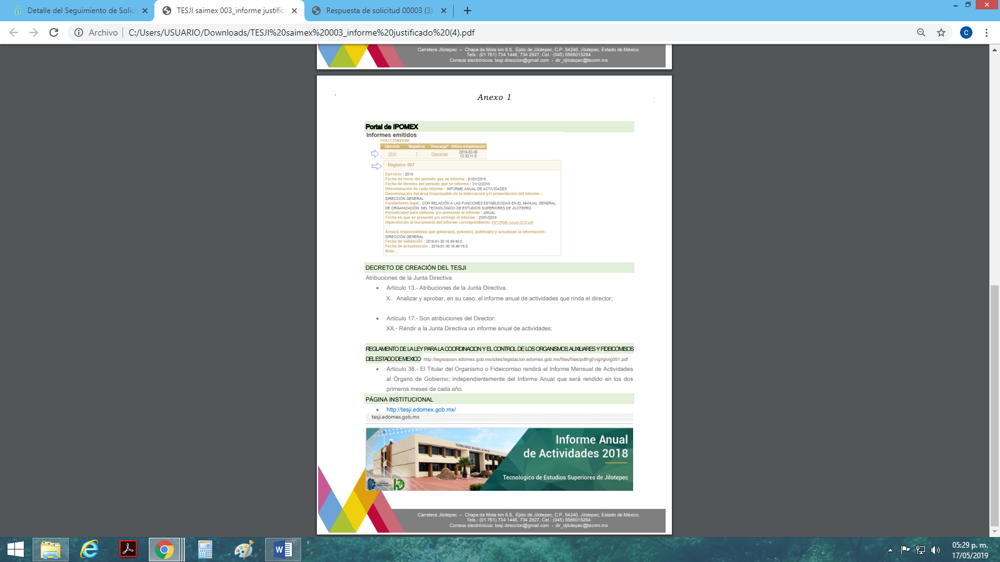 Detalle del Seguimiento de Solici
TESJI saimex 003_informe justific
Respuesta de solicitud 00003 (3)
Archivo
C:/Users/USUARIO/Downloads/TESJI%20saimex%20003_informe%20justificado%20(4).pdf
C
Carretera Jilotepec – Chapa de Mota km 6.5, Ejido de Jilotepec, C.P. 54240, Jilotepec, Estado de México.
Tels.: (01 761) 734 1446, 734 2927, Cel.: (045) 5586015264
Correos electrónicos: tesji.direccion@gmail.com - dir_djilotepec@tecnm.mx
Anexo 1
Portal de IPOMEX
Informes emitidos
FRACCIÓNXXXIII
Ejercicio Registros Descarga* Última actualización
2018 7 Descargar 2019-02-08
12:32:11.0
Registro: 007
Ejercicio : 2018
Fecha de inicio del periodo que se informa : 01/01/2018
Fecha de término del periodo que se informa : 31/12/2018
Denominación de cada informe : INFORME ANUAL DE ACTIVIDADES
Denominación del área responsable de la elaboración y/o presentación del informe :
DIRECCIÓN GENERAL
Fundamento legal : CON RELACIÓN A LAS FUNCIONES ESTABLECIDAS EN EL MANUAL GENERAL
DE ORGANIZACIÓN, DEL TECNOLÓGICO DE ESTUDIOS SUPERIORES DE JILOTEPEC
Periodicidad para elaborar y/o presentar el informe : ANUAL
Fecha en que se presentó y/o entregó el informe : 23/01/2018
Hipervínculo al documento del informe correspondiente: INFORME Anual 2018.pdf
Área(s) responsable(s) que genera(n), posee(n), publica(n) y actualizan la información :
DIRECCIÓN GENERAL
Fecha de validación : 2019-01-30 16:49:48.0
Fecha de actualización : 2019-01-30 16:49:18.0
Nota :
DECRETO DE CREACIÓN DEL TESJI
Atribuciones de la Junta Directiva
• Artículo 13.- Atribuciones de la Junta Directiva.
X. Analizar y aprobar, en su caso; el informe anual de actividades que rinda el director;
• Artículo 17.- Son atribuciones del Director:
XX.- Rendir a la Junta Directiva un informe anual de actividades;
REGLAMENTO DE LA LEY PARA LA COORDINACION Y EL CONTROL DE LOS ORGANISMOS AUXILIARES Y FIDEICOMISOS
DEL ESTADO DE MEXICO http://legislacion.edomex.gob.mx/sites/legislacion.edomex.gob.mx/files/files/pdf/rgl/vig/rglvig051.pdf
• Artículo 38.- El Titular del Organismo o Fideicomiso rendirá el Informe Mensual de Actividades
al Órgano de Gobierno; independientemente del Informe Anual que será rendido en los dos
primeros meses de cada año.
PÁGINA INSTITUCIONAL
• http://tesji.edomex.gob.mx/
tesji.edomex.gob.mx
TECNOLÓGICO NACIONAL DE MÉXICO
Informe Anual
de Actividades 2018
Tecnológico de Estudios Superiores de Jilotepec
Carretera Jilotepec – Chapa de Mota km 6.5, Ejido de Jilotepec, C.P. 54240, Jilotepec, Estado de México.
Tels.: (01 761) 734 1446, 734 2927, Cel.: (045) 5586015264
Correos electrónicos: tesji.direccion@gmail.com - dir_djilotepec@tecnm.mx
05:29 p. m.
17/05/2019